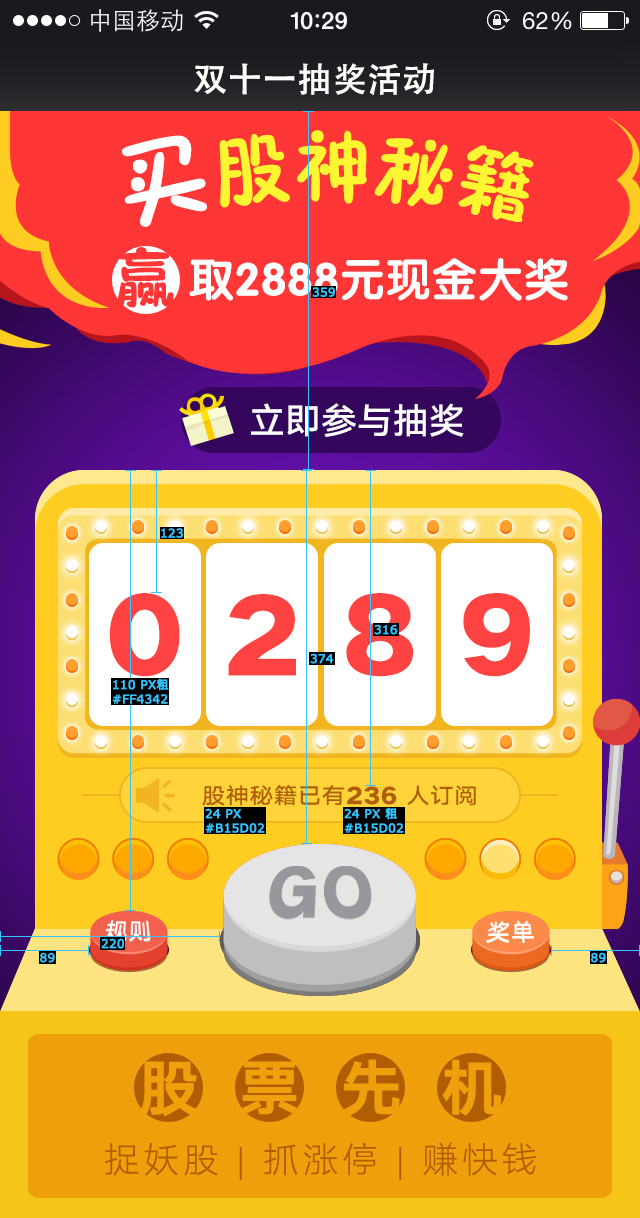 中国移动 10:29 62%
双十一抽奖活动
买股神秘籍
赢取2888元现金大奖
359
立即参与抽奖
123
0 2 8 9
316
374
110 PX粗
#FF4342
股神秘籍已有236 人订阅
24 PX
#B15D02
24 PX 粗
#B15D02
GO
规则
奖单
220
89
89
股票先机
捉妖股 | 抓涨停 | 赚快钱